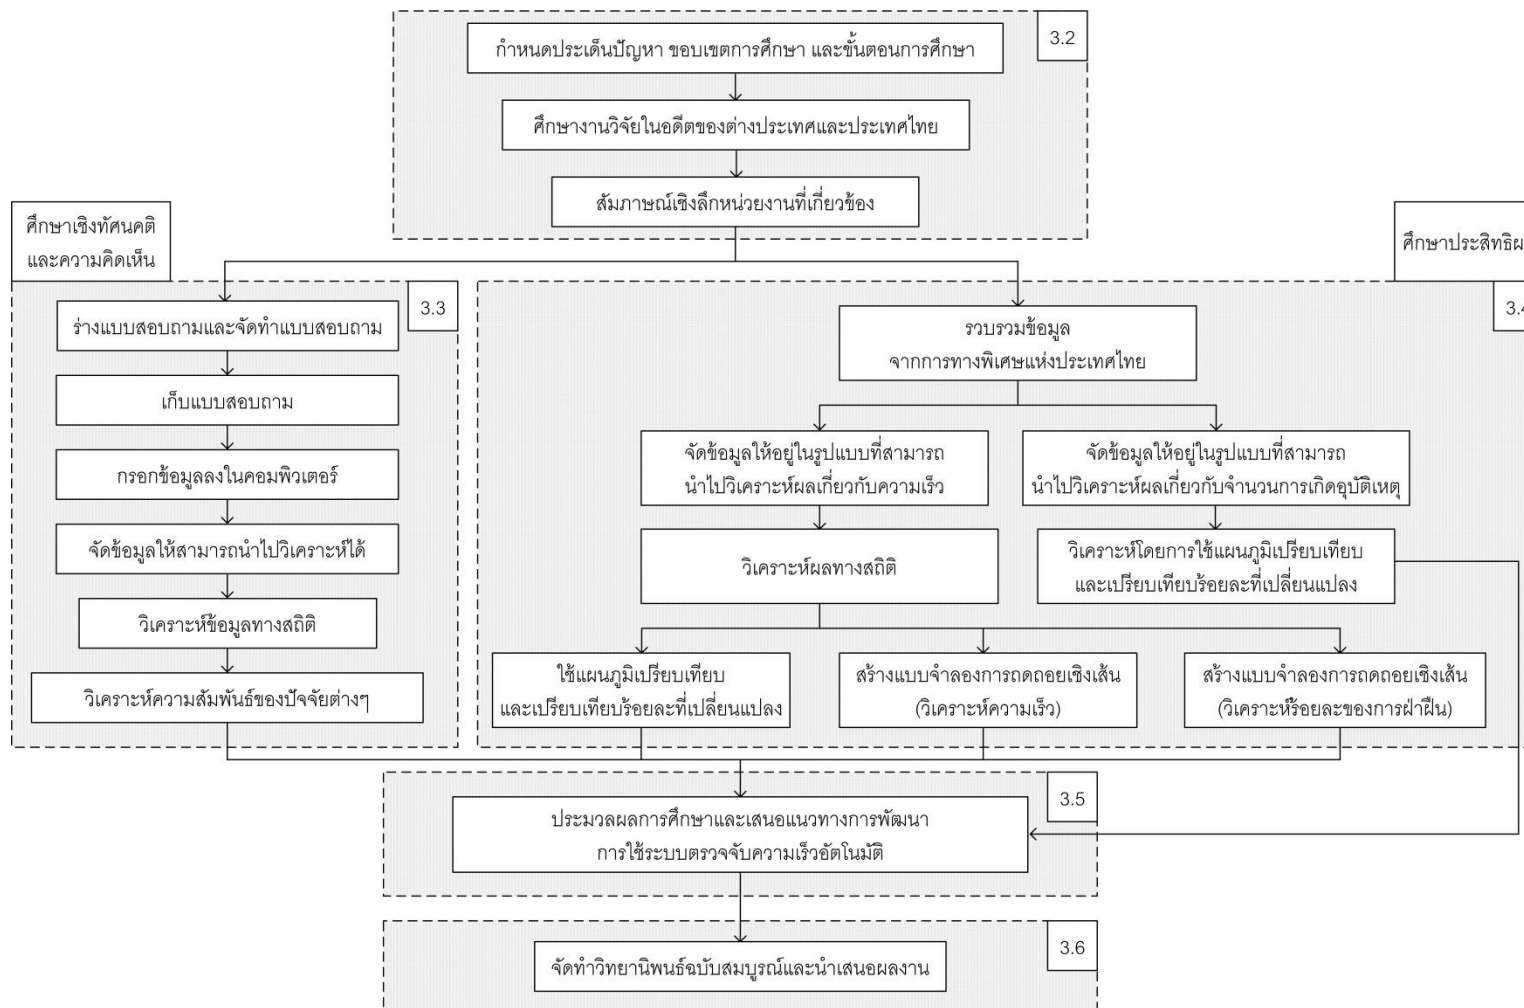 3.2
กำหนดประเด็นปัญหา ขอบเขตการศึกษา และขั้นตอนการศึกษา
ศึกษางานวิจัยในอดีตของต่างประเทศและประเทศไทย
สัมภาษณ์เชิงลึกหน่วยงานที่เกี่ยวข้อง
ศึกษาเชิงทัศนคติ
และความคิดเห็น
3.3
ร่างแบบสอบถามและจัดทำแบบสอบถาม
เก็บแบบสอบถาม
กรอกข้อมูลลงในคอมพิวเตอร์
จัดข้อมูลให้สามารถนำไปวิเคราะห์ได้
วิเคราะห์ข้อมูลทางสถิติ
วิเคราะห์ความสัมพันธ์ของปัจจัยต่างๆ
ศึกษาประสิทธิผ
3.4
รวบรวมข้อมูล
จากการทางพิเศษแห่งประเทศไทย
จัดข้อมูลให้อยู่ในรูปแบบที่สามารถ
นำไปวิเคราะห์ผลเกี่ยวกับความเร็ว
จัดข้อมูลให้อยู่ในรูปแบบที่สามารถ
นำไปวิเคราะห์ผลเกี่ยวกับจำนวนการเกิดอุบัติเหตุ
วิเคราะห์ผลทางสถิติ
วิเคราะห์โดยการใช้แผนภูมิเปรียบเทียบ
และเปรียบเทียบร้อยละที่เปลี่ยนแปลง
ใช้แผนภูมิเปรียบเทียบ
และเปรียบเทียบร้อยละที่เปลี่ยนแปลง
สร้างแบบจำลองการถดถอยเชิงเส้น
(วิเคราะห์ความเร็ว)
สร้างแบบจำลองการถดถอยเชิงเส้น
(วิเคราะห์ร้อยละของการฝ่าฝืน)
3.5
ประมวลผลการศึกษาและเสนอแนวทางการพัฒนา
การใช้ระบบตรวจจับความเร็วอัตโนมัติ
3.6
จัดทำวิทยานิพนธ์ฉบับสมบูรณ์และนำเสนอผลงาน